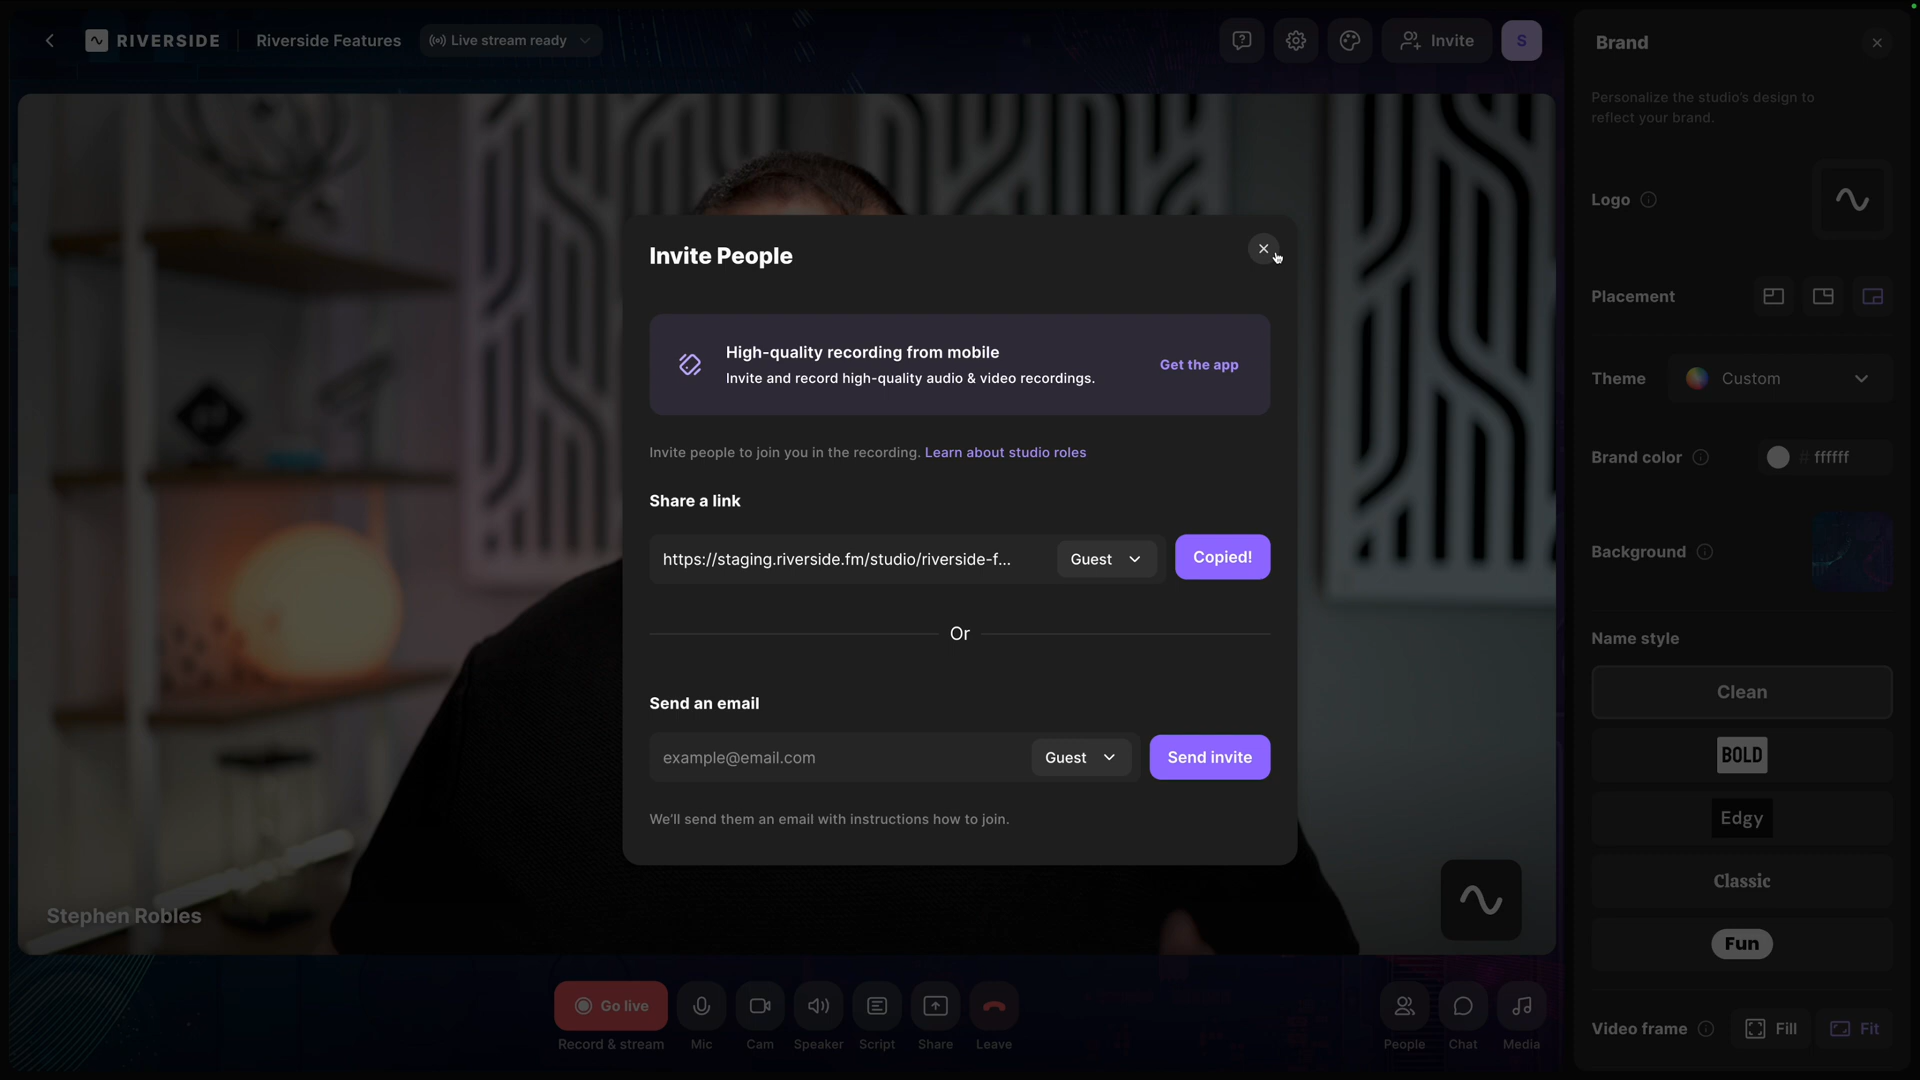 RIVERSIDE
Riverside Features
Live stream ready
Invite
S
Brand
Personalize the studio's design to
reflect your brand.
Logo
Placement
Theme
Custom
Brand color
# ffffff
Background
Name style
Clean
BOLD
Edgy
Classic
Fun
Video frame
Fill
Fit
Invite People
High-quality recording from mobile
Invite and record high-quality audio & video recordings.
Get the app
Invite people to join you in the recording. Learn about studio roles
Share a link
https://staging.riverside.fm/studio/riverside-f...
Guest
Copied!
Or
Send an email
example@email.com
Guest
Send invite
We'll send them an email with instructions how to join.
Stephen Robles
Go live
Record & stream
Mic
Cam
Speaker
Script
Share
Leave
People
Chat
Media